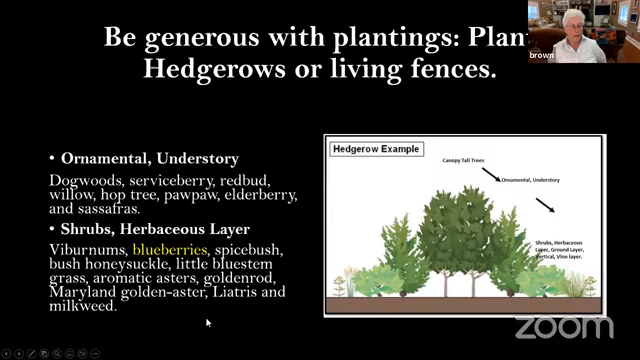 Be generous with plantings: Plant
Hedgerows or living fences.
brown
• Ornamental, Understory
Dogwoods, serviceberry, redbud,
willow, hop tree, pawpaw, elderberry,
and sassafras.
• Shrubs, Herbaceous Layer
Viburnums, blueberries, spicebush,
bush honeysuckle, little bluestem
grass, aromatic asters, goldenrod,
Maryland golden-aster, Liatris and
milkweed.
Hedgerow Example
Canopy Tall Trees
Ornamental, Understory
Shrubs, Herbaceous
Layer, Ground Layer,
Vertical, Vine layer.
zoom